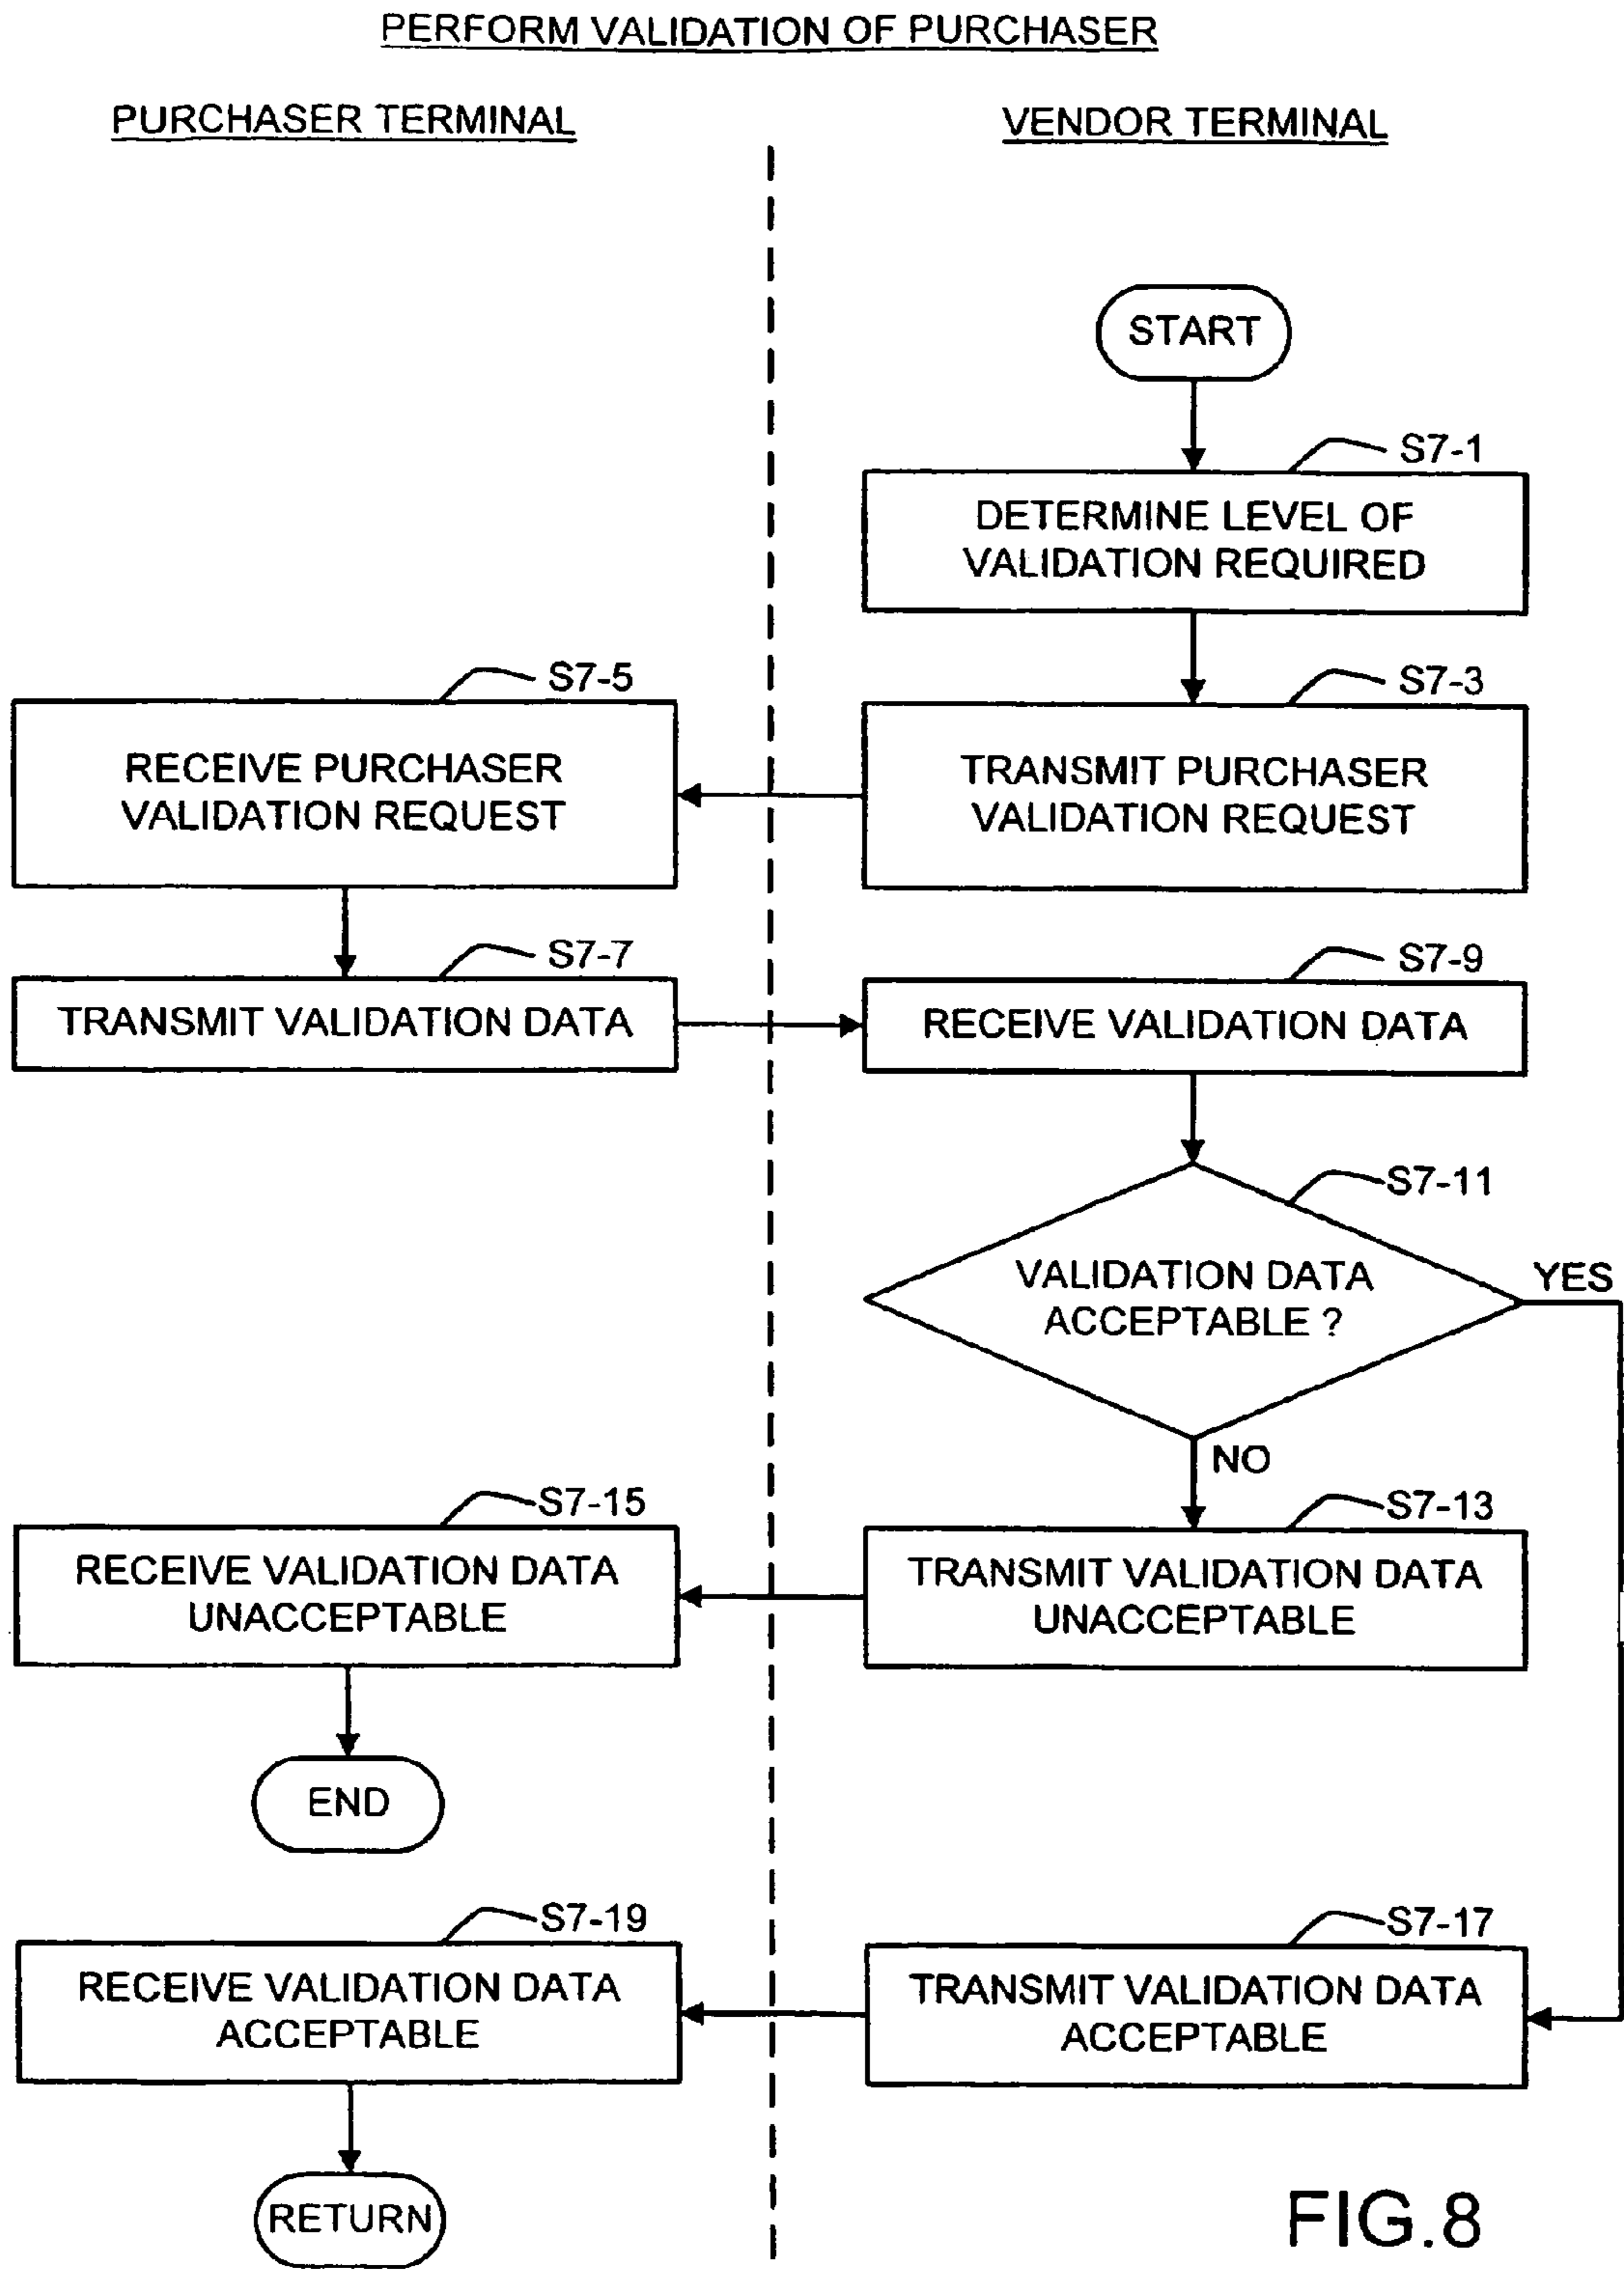 PERFORM VALIDATION OF PURCHASER
PURCHASER TERMINAL
VENDOR TERMINAL
START
S7-1
DETERMINE LEVEL OF
VALIDATION REQUIRED
S7-5
S7-3
RECEIVE PURCHASER
VALIDATION REQUEST
TRANSMIT PURCHASER
VALIDATION REQUEST
S7-7
S7-9
TRANSMIT VALIDATION DATA
RECEIVE VALIDATION DATA
S7-11
VALIDATION DATA
ACCEPTABLE ?
YES
NO
S7-15
S7-13
RECEIVE VALIDATION DATA
UNACCEPTABLE
TRANSMIT VALIDATION DATA
UNACCEPTABLE
END
S7-19
S7-17
RECEIVE VALIDATION DATA
ACCEPTABLE
TRANSMIT VALIDATION DATA
ACCEPTABLE
RETURN
FIG.8